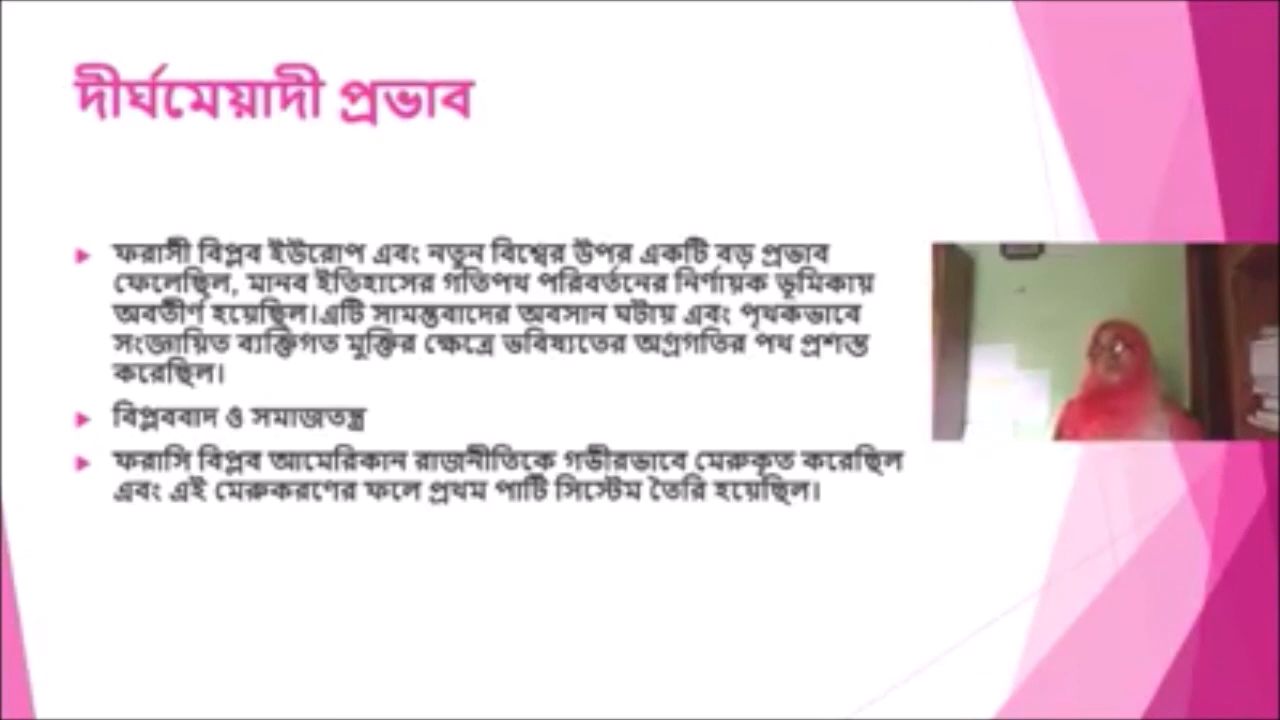 দীর্ঘমেয়াদী প্রভাব
ফরাসী বিপ্লব ইউরোপ এবং নতুন বিশ্বের উপর একটি বড় প্রভাব
ফেলেছিল, মানব ইতিহাসের গতিপথ পরিবর্তনের নির্ণায়ক ভূমিকায়
অবতীর্ণ হয়েছিল।এটি সামন্তবাদের অবসান ঘটায় এবং পৃথকভাবে
সংজ্ঞায়িত ব্যক্তিগত মুক্তির ক্ষেত্রে ভবিষ্যতের অগ্রগতির পথ প্রশস্ত
করেছিল।
বিপ্লববাদ ও সমাজতন্ত্র
ফরাসি বিপ্লব আমেরিকান রাজনীতিকে গভীরভাবে মেরুকৃত করেছিল
এবং এই মেরুকরণের ফলে প্রথম পার্টি সিস্টেম তৈরি হয়েছিল।